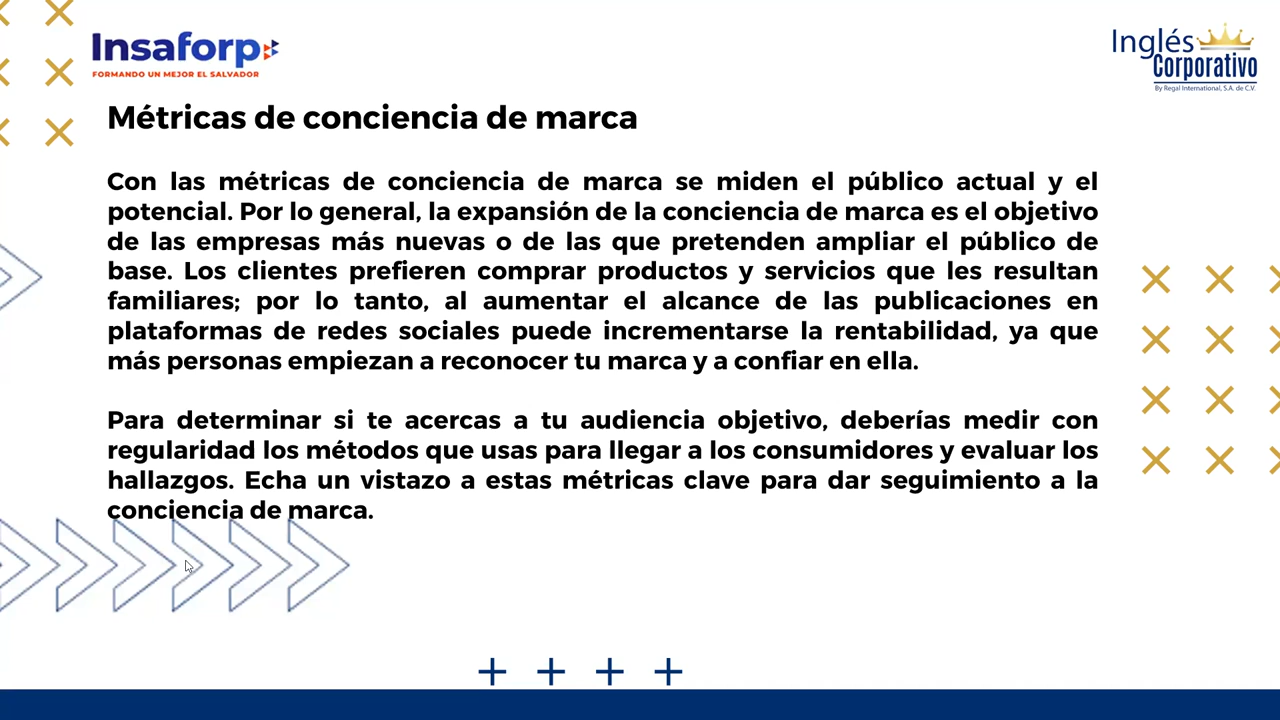 Insaforp
FORMANDO UN MEJOR EL SALVADOR
Inglés
Corporativo
By Regal International, S.A. de C.V.
Métricas de conciencia de marca
Con las métricas de conciencia de marca se miden el público actual y el
potencial. Por lo general, la expansión de la conciencia de marca es el objetivo
de las empresas más nuevas o de las que pretenden ampliar el público de
base. Los clientes prefieren comprar productos y servicios que les resultan
familiares; por lo tanto, al aumentar el alcance de las publicaciones en
plataformas de redes sociales puede incrementarse la rentabilidad, ya que
más personas empiezan a reconocer tu marca y a confiar en ella.
Para determinar si te acercas a tu audiencia objetivo, deberías medir con
regularidad los métodos que usas para llegar a los consumidores y evaluar los
hallazgos. Echa un vistazo a estas métricas clave para dar seguimiento a la
conciencia de marca.